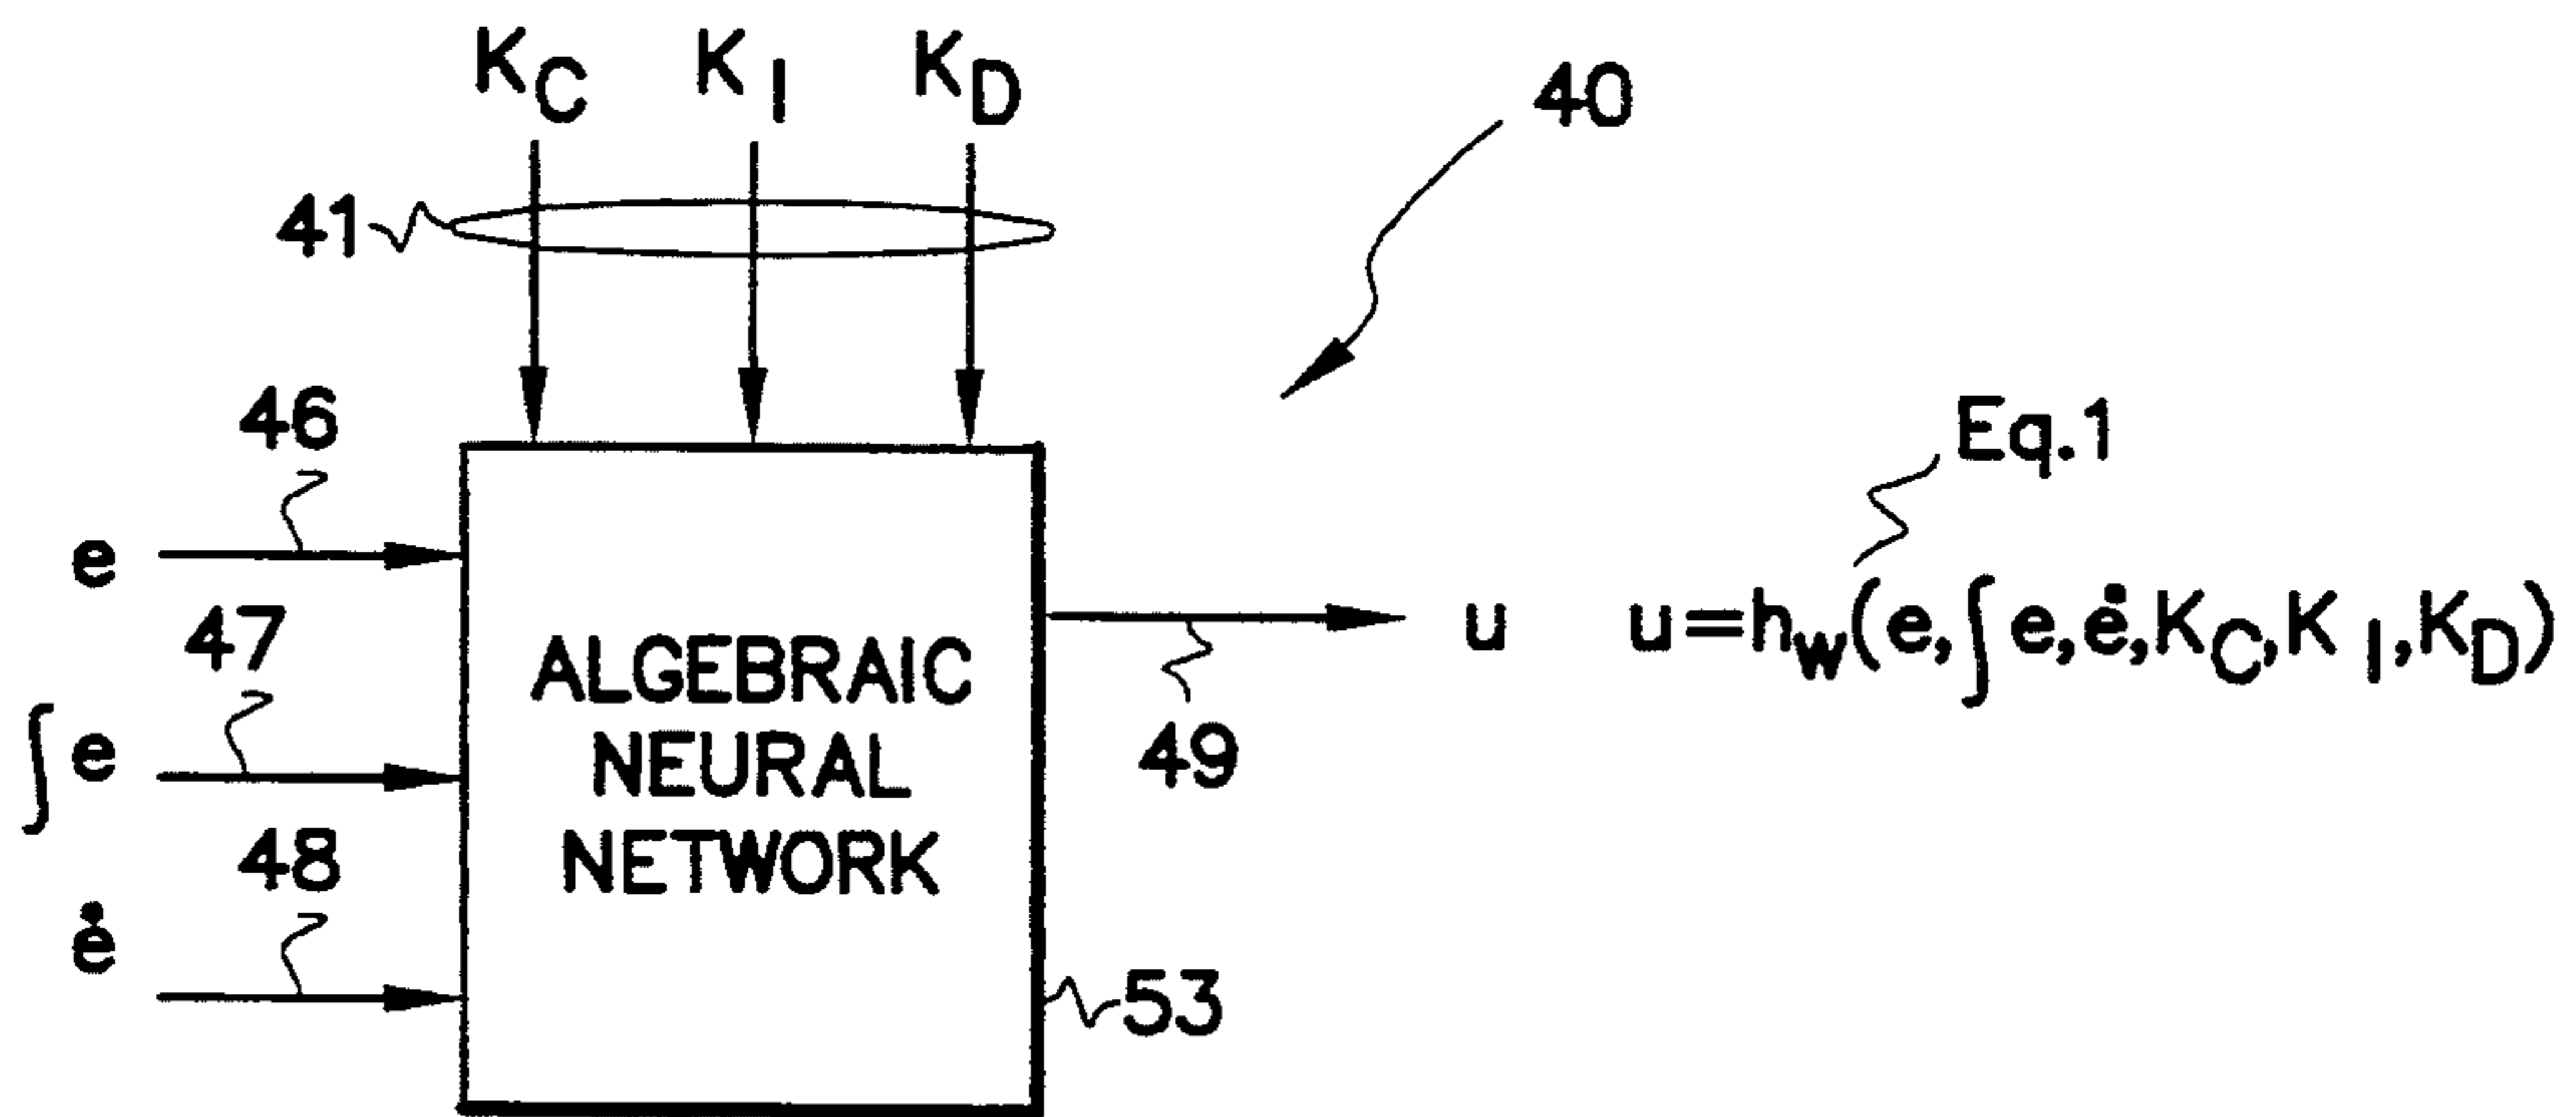 K_C K_I K_D
40
41
46
Eq.1
e
47
∫e
48
ė
ALGEBRAIC
NEURAL
NETWORK
u
49
u=h_w(e,∫e,ė,K_C,K_I,K_D)
53